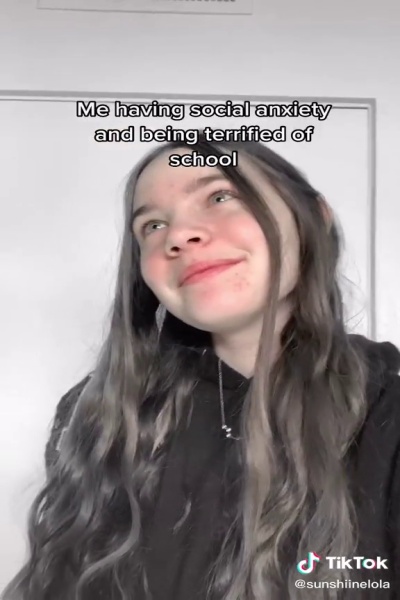 Me having social anxiety
and being terrified of
school
TikTok
@sunshiinelola